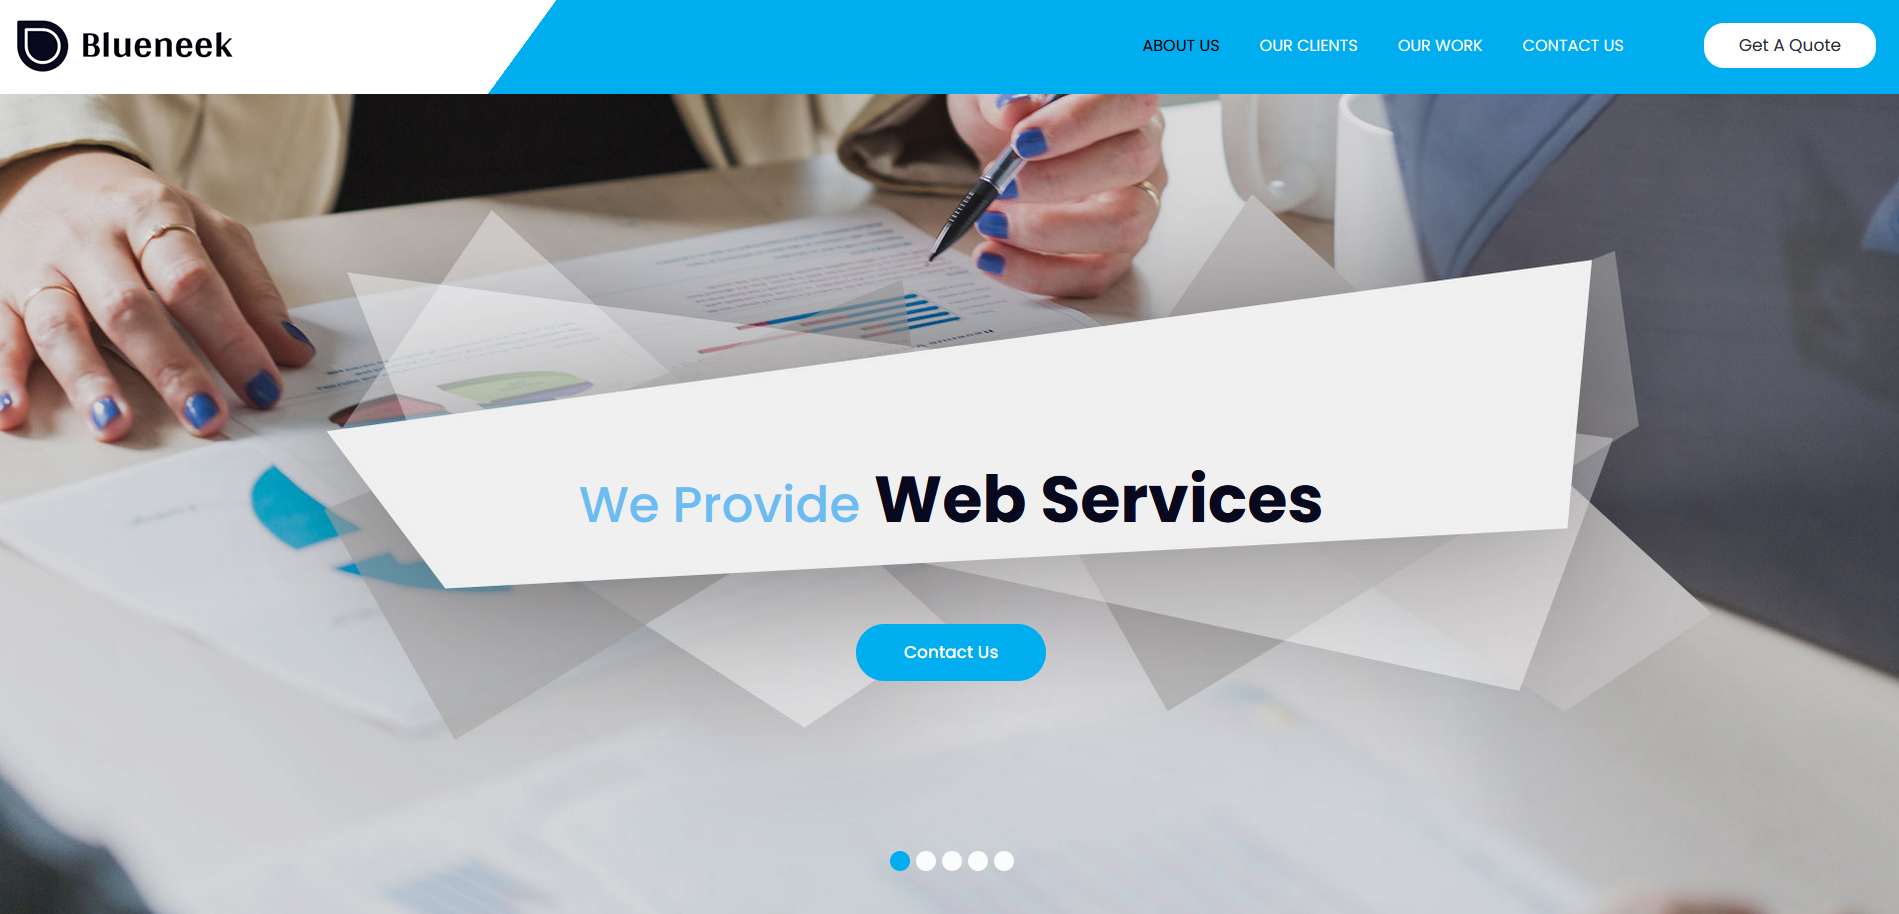 Blueneek
ABOUT US
OUR CLIENTS
OUR WORK
CONTACT US
Get A Quote
We Provide Web Services
Contact Us